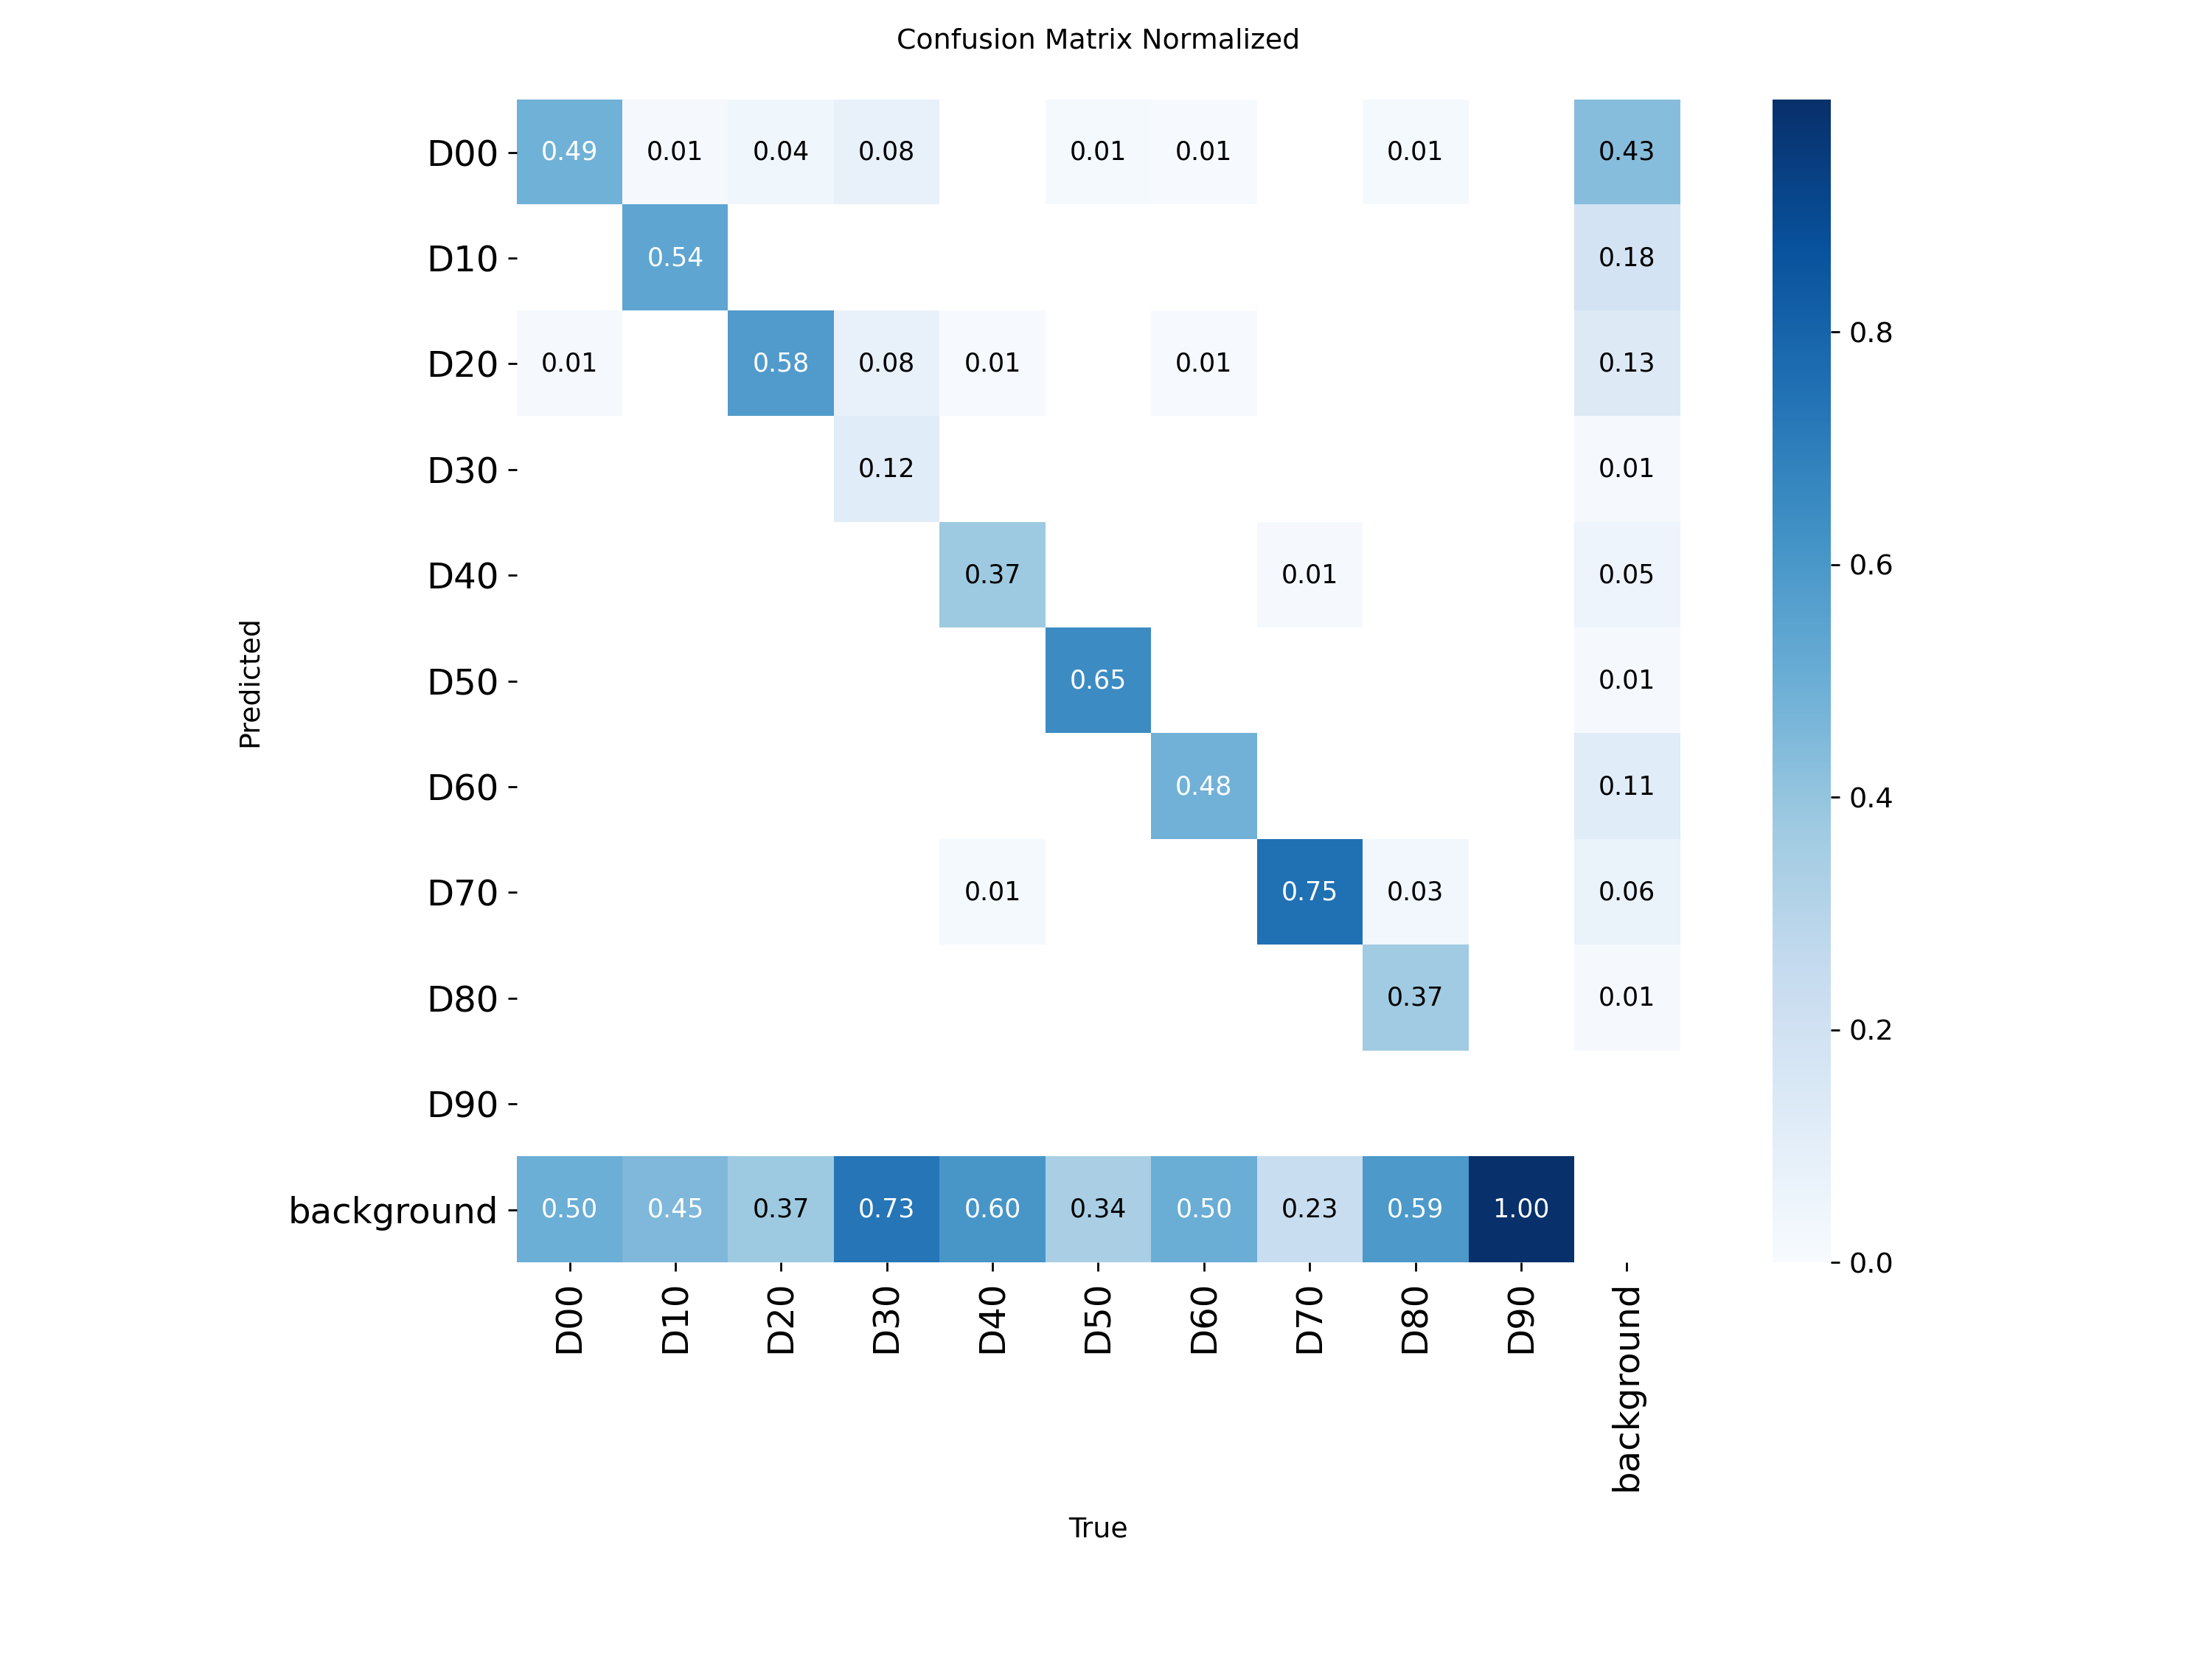 Confusion Matrix Normalized
D00 0.49 0.01 0.04 0.08 0.01 0.01 0.01 0.43
D10 0.54 0.18
D20 0.01 0.58 0.08 0.01 0.01 0.13
D30 0.12 0.01
D40 0.37 0.01 0.05
D50 0.65 0.01
D60 0.48 0.11
D70 0.01 0.75 0.03 0.06
D80 0.37 0.01
D90
background 0.50 0.45 0.37 0.73 0.60 0.34 0.50 0.23 0.59 1.00
D00 D10 D20 D30 D40 D50 D60 D70 D80 D90 background
True
Predicted
0.8
0.6
0.4
0.2
0.0